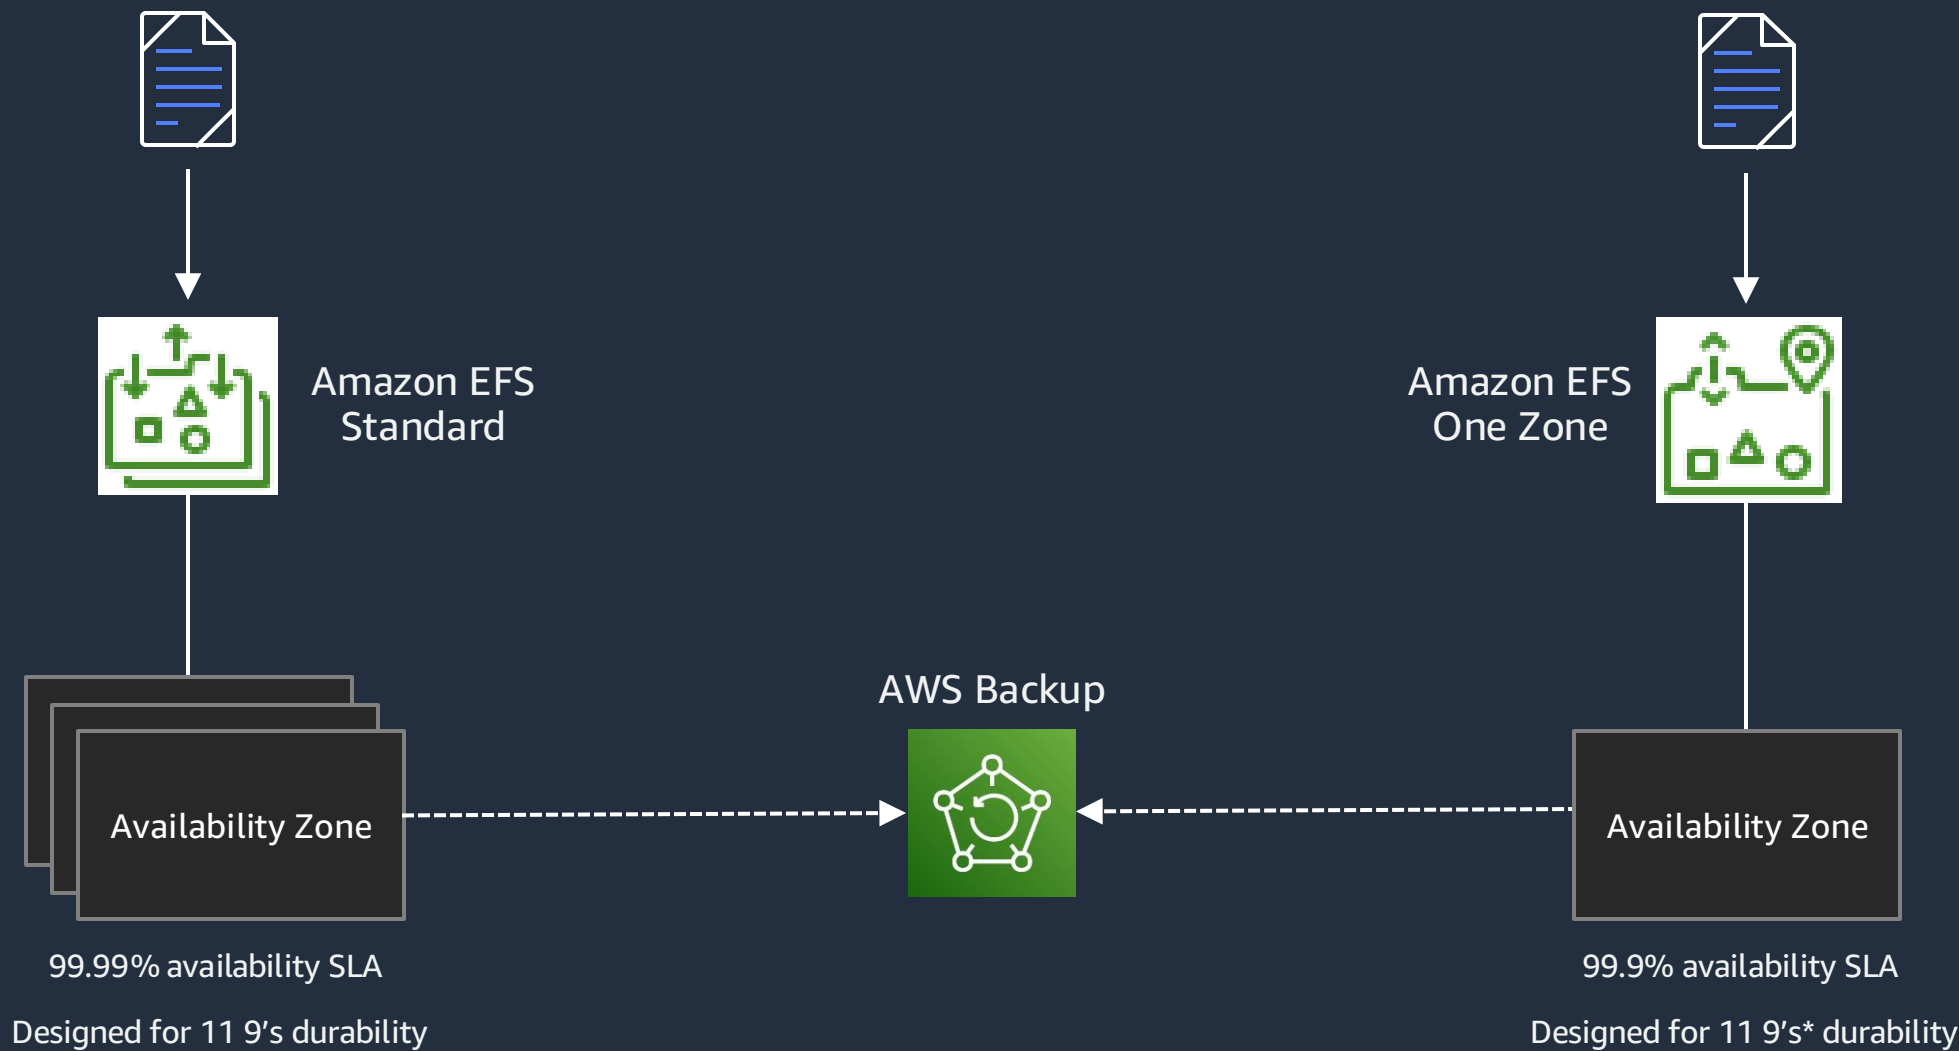 Amazon EFS
Standard
Amazon EFS
One Zone
AWS Backup
Availability Zone
Availability Zone
99.99% availability SLA
99.9% availability SLA
Designed for 11 9’s durability
Designed for 11 9’s* durability